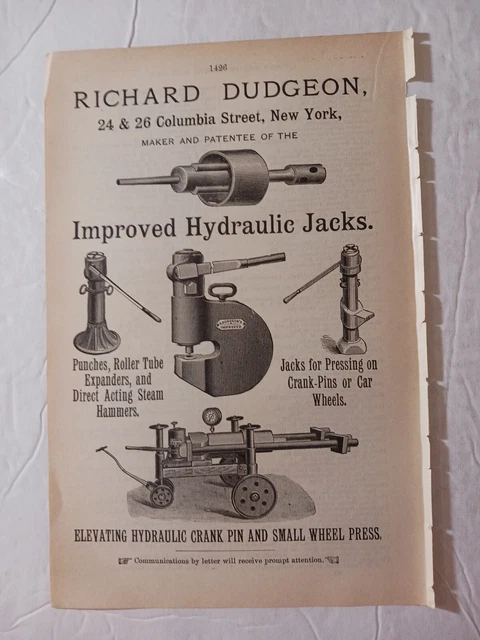 1426
RICHARD DUDGEON,
24 & 26 Columbia Street, New York,
MAKER AND PATENTEE OF THE
Improved Hydraulic Jacks.
Punches, Roller Tube
Expanders, and
Direct Acting Steam
Hammers.
Jacks for Pressing on
Crank-Pins or Car
Wheels.
ELEVATING HYDRAULIC CRANK PIN AND SMALL WHEEL PRESS.
Communications by letter will receive prompt attention.